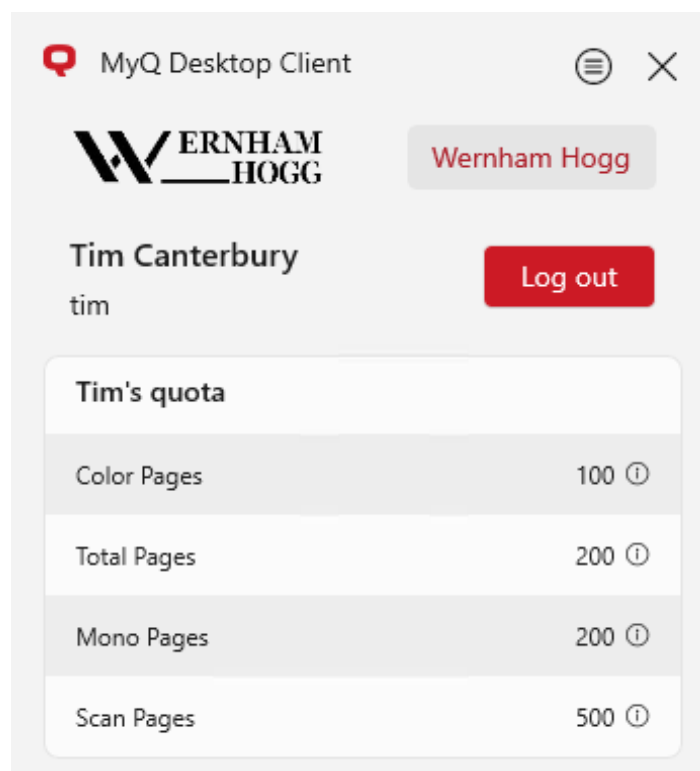 MyQ Desktop Client
WERNHAM
HOGG
Wernham Hogg
Tim Canterbury
Log out
tim
Tim's quota
Color Pages 100
Total Pages 200
Mono Pages 200
Scan Pages 500